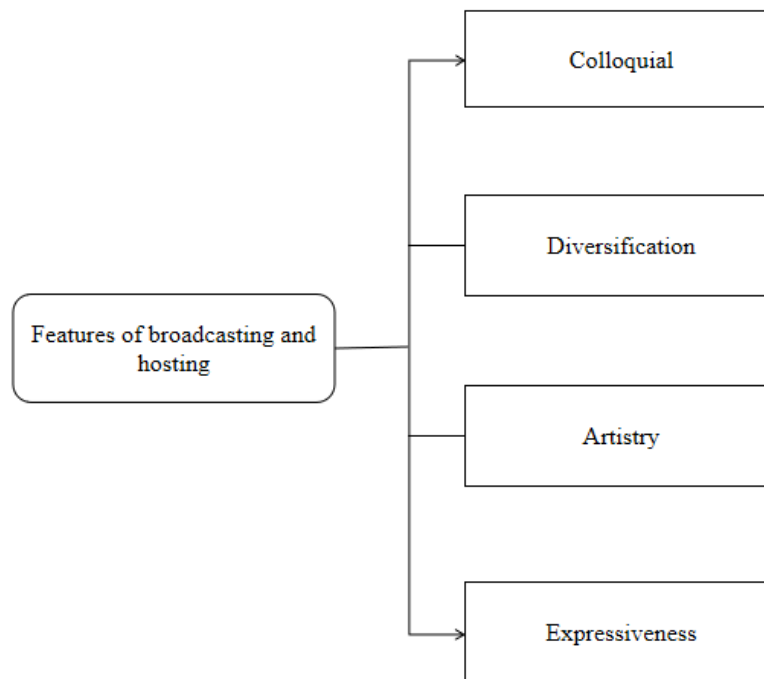 Colloquial
Diversification
Features of broadcasting and
hosting
Artistry
Expressiveness